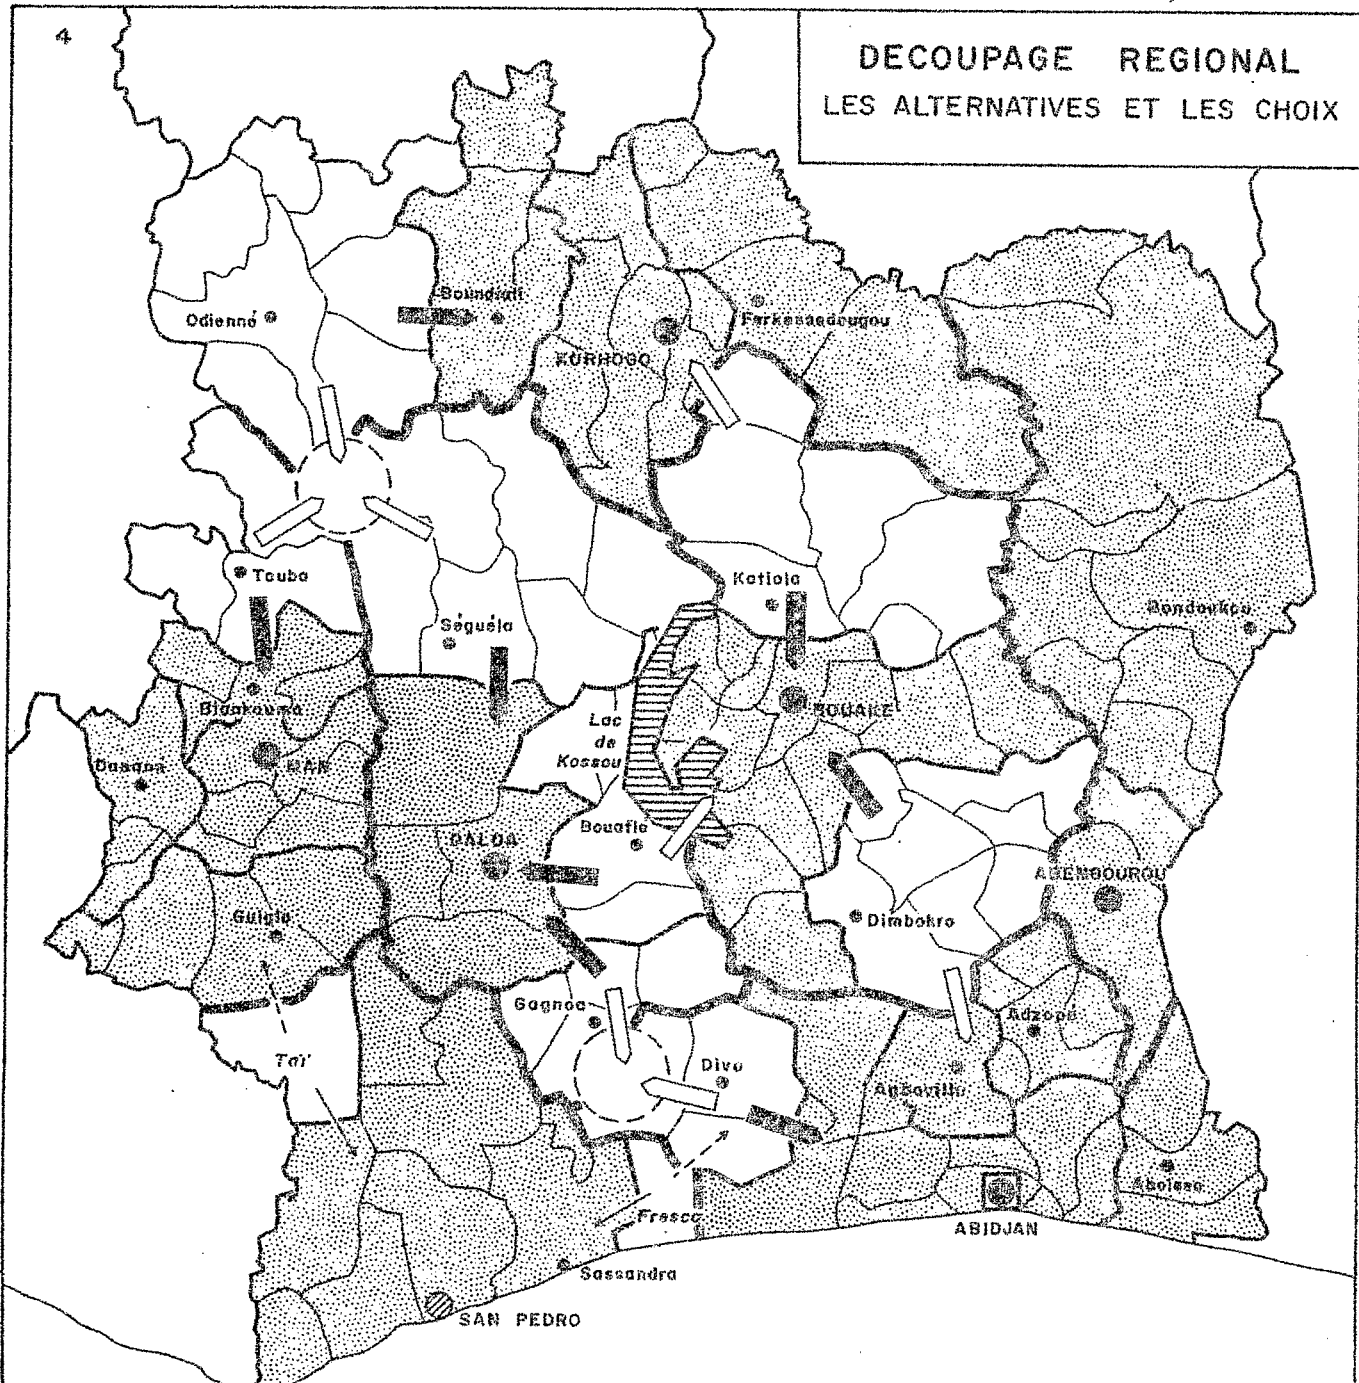 4
DECOUPAGE REGIONAL
LES ALTERNATIVES ET LES CHOIX
Boundiali
Odienné
Ferkessedougou
KORHOGO
Touba
Katiola
Bondoukou
Séguéla
Biankouma
BOUAKE
Lac
de
Kossou
MAN
Danané
Bouaflé
DALOA
ABENGOUROU
Guiglo
Dimbokro
Gagnoa
Adzopé
Taï
Divo
Agboville
Aboisso
Fresco
ABIDJAN
Sassandra
SAN PEDRO